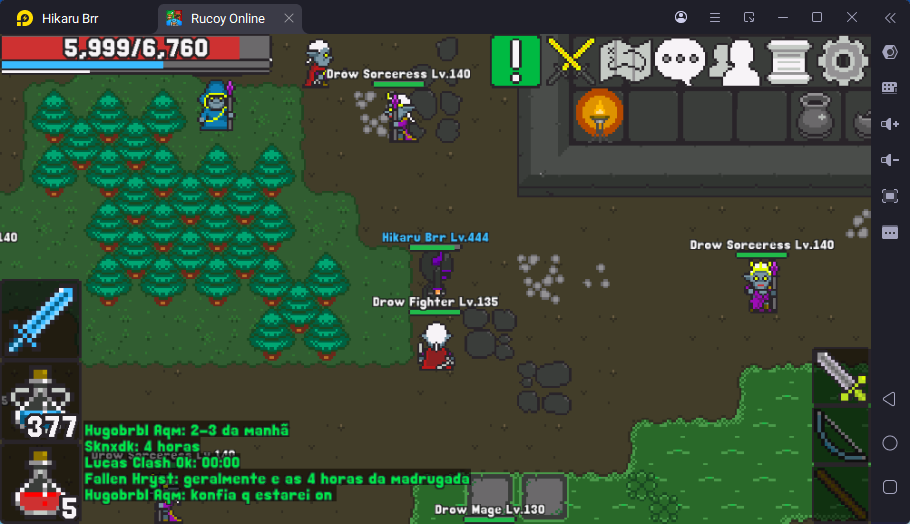 Hikaru Brr
Rucoy Online
5,999/6,760
Drow Sorceress Lv.140
140
Hikaru Brr Lv.444
Drow Sorceress Lv.140
Drow Fighter Lv.135
377
Hugobrbl Aqm: 2-3 da manhã
Sknxdk: 4 horas
Lucas Clash Ok: 00:00
Fallen Hryst: geralmente e as 4 horas da madrugada
Hugobrbl Aqm: konfia q estarei on
5
Drow Mage Lv.130